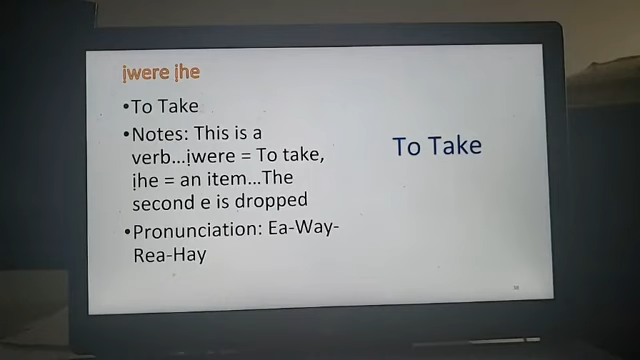 ịwere ịhe
•To Take
•Notes: This is a
verb...ịwere = To take,
ịhe = an item...The
second e is dropped
•Pronunciation: Ea-Way-
Rea-Hay
To Take